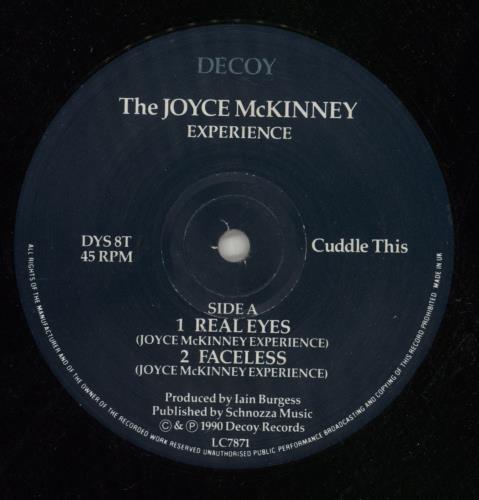 DECOY
The JOYCE McKINNEY
EXPERIENCE
DYS 8T
45 RPM
Cuddle This
SIDE A
1 REAL EYES
(JOYCE McKINNEY EXPERIENCE)
2 FACELESS
(JOYCE McKINNEY EXPERIENCE)
Produced by Iain Burgess
Published by Schnozza Music
© & ℗ 1990 Decoy Records
LC7871
ALL RIGHTS OF THE MANUFACTURER AND OF THE OWNER OF THE RECORDED WORK RESERVED UNAUTHORISED PUBLIC PERFORMANCE BROADCASTING AND COPYING OF THIS RECORD PROHIBITED MADE IN UK